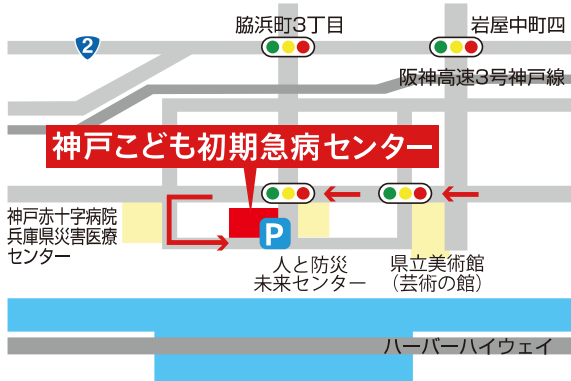 脇浜町3丁目
岩屋中町四
2
阪神高速3号神戸線
神戸こども初期急病センター
神戸赤十字病院
兵庫県災害医療
センター
P
人と防災
未来センター
県立美術館
(芸術の館)
ハーバーハイウェイ